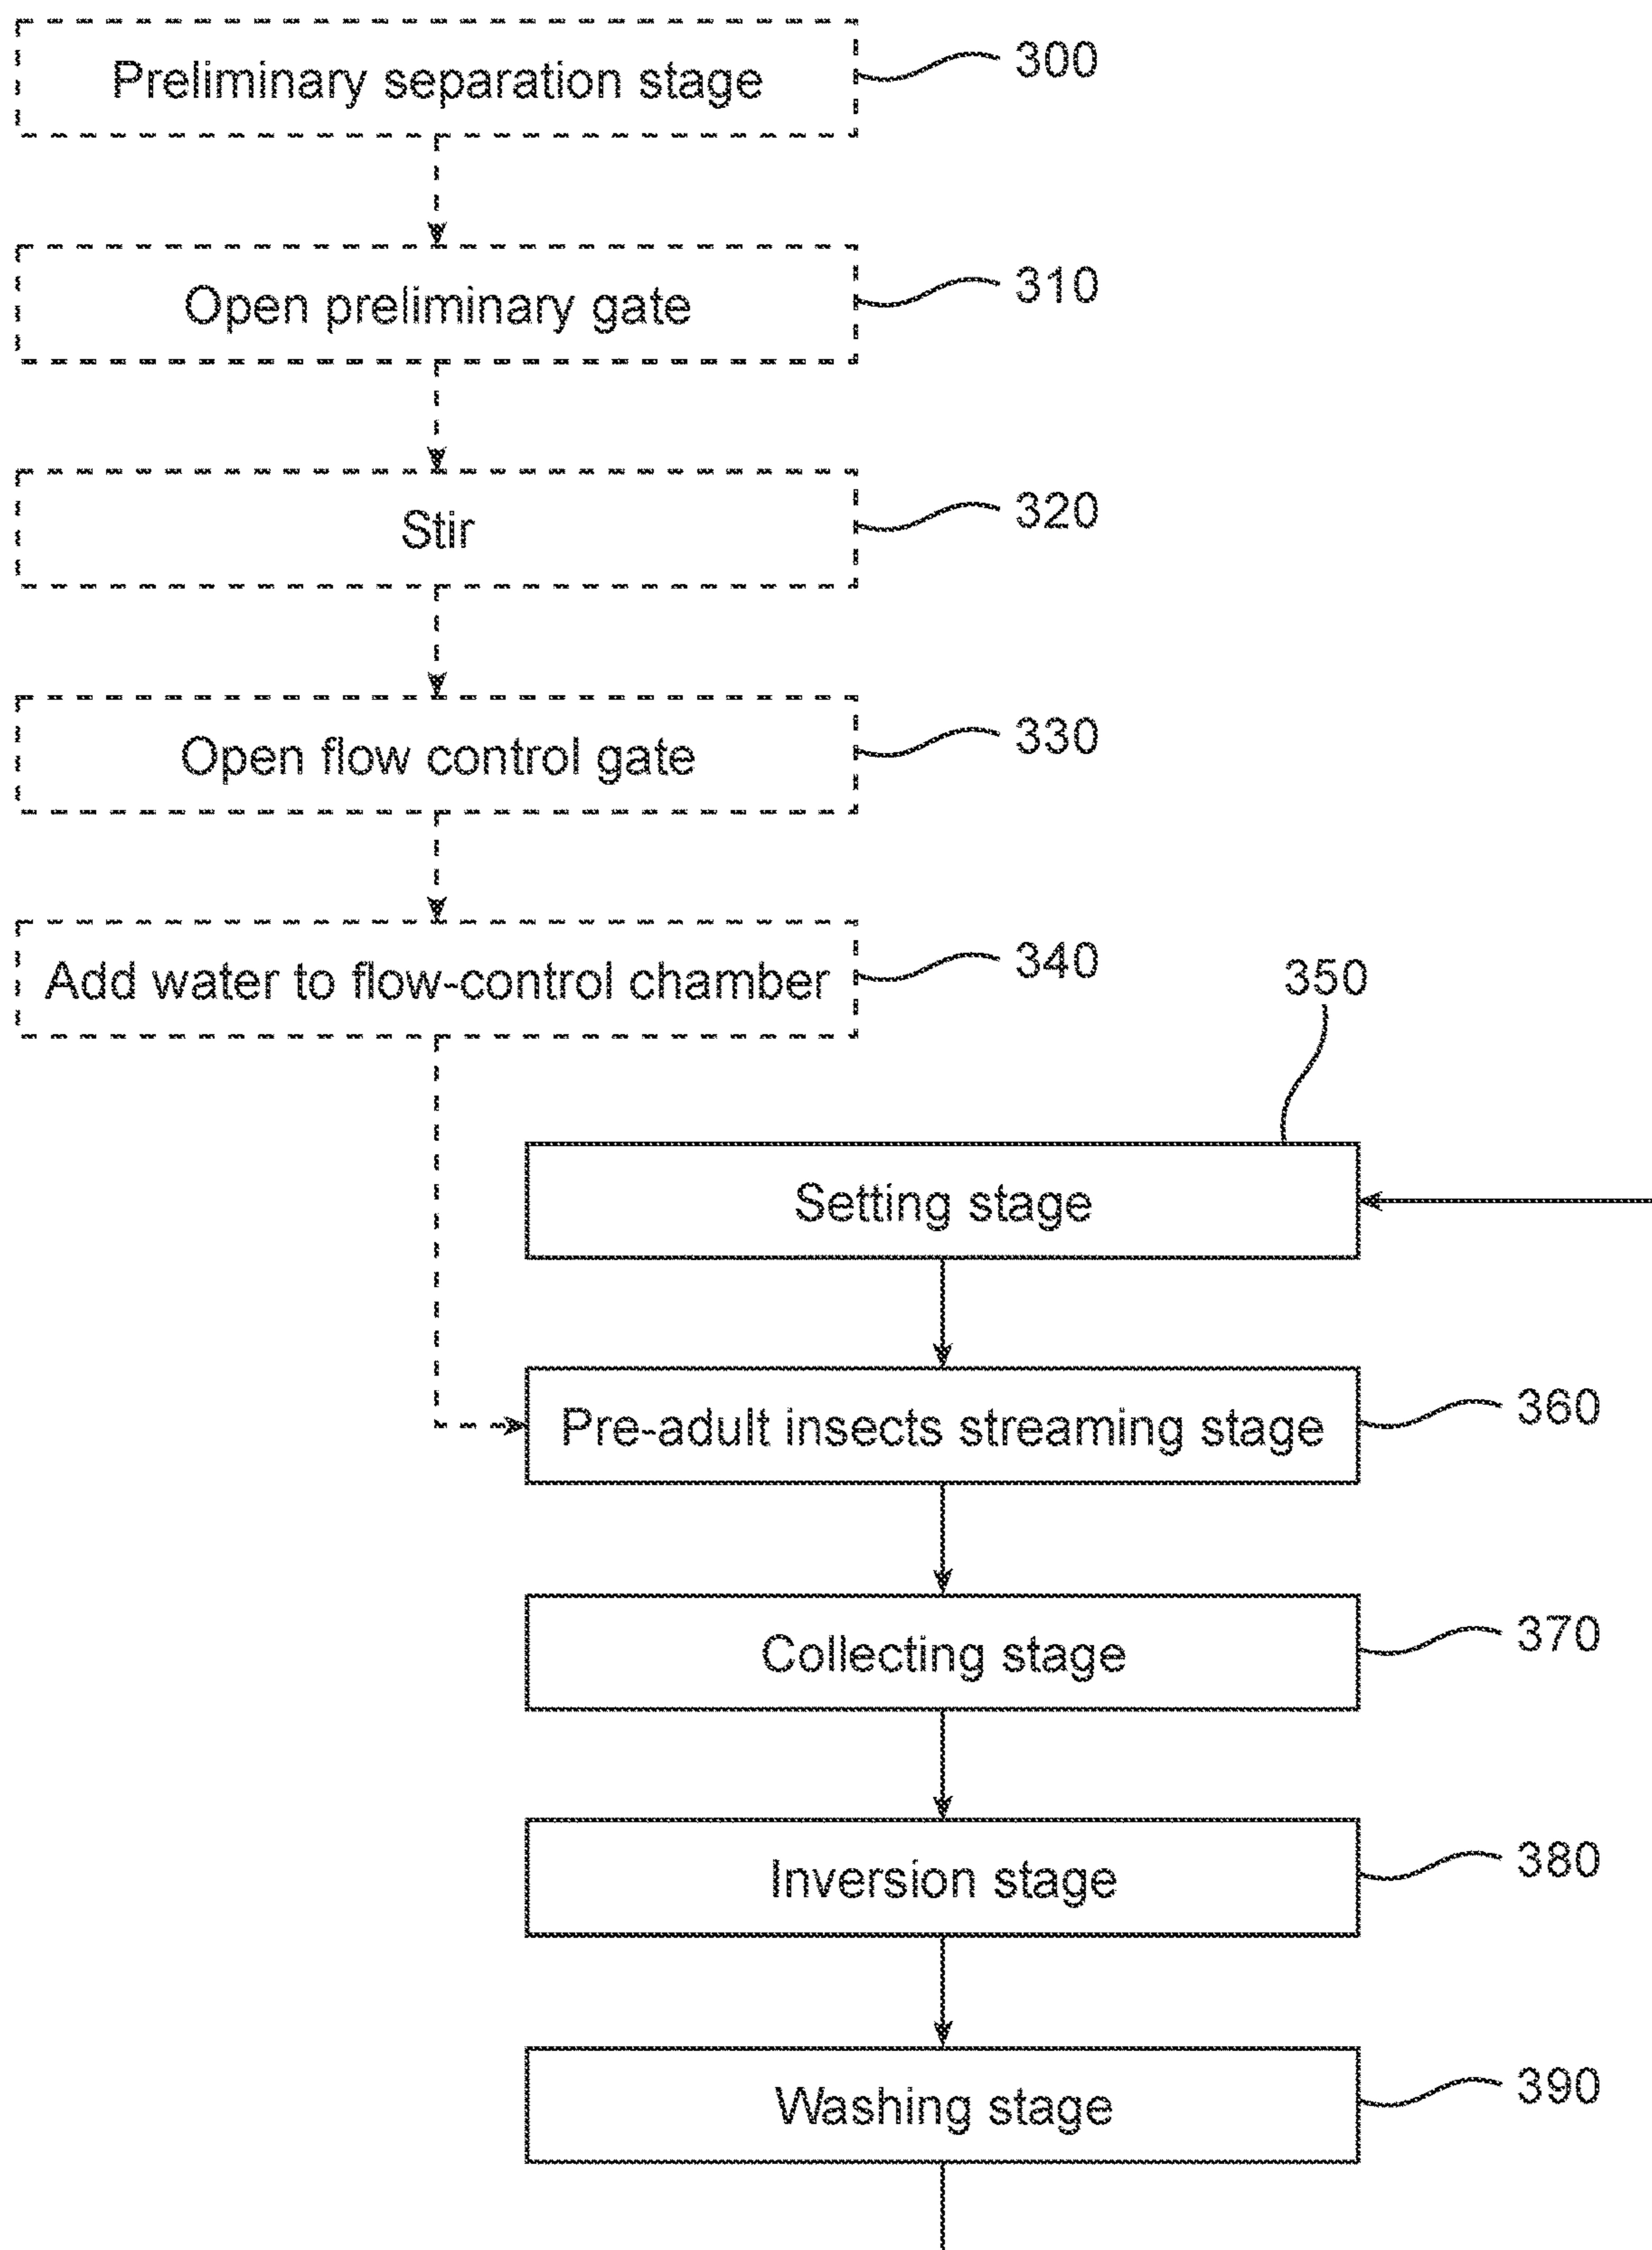 Preliminary separation stage
300
Open preliminary gate
310
Stir
320
Open flow control gate
330
Add water to flow-control chamber
340
350
Setting stage
Pre-adult insects streaming stage
360
Collecting stage
370
Inversion stage
380
Washing stage
390